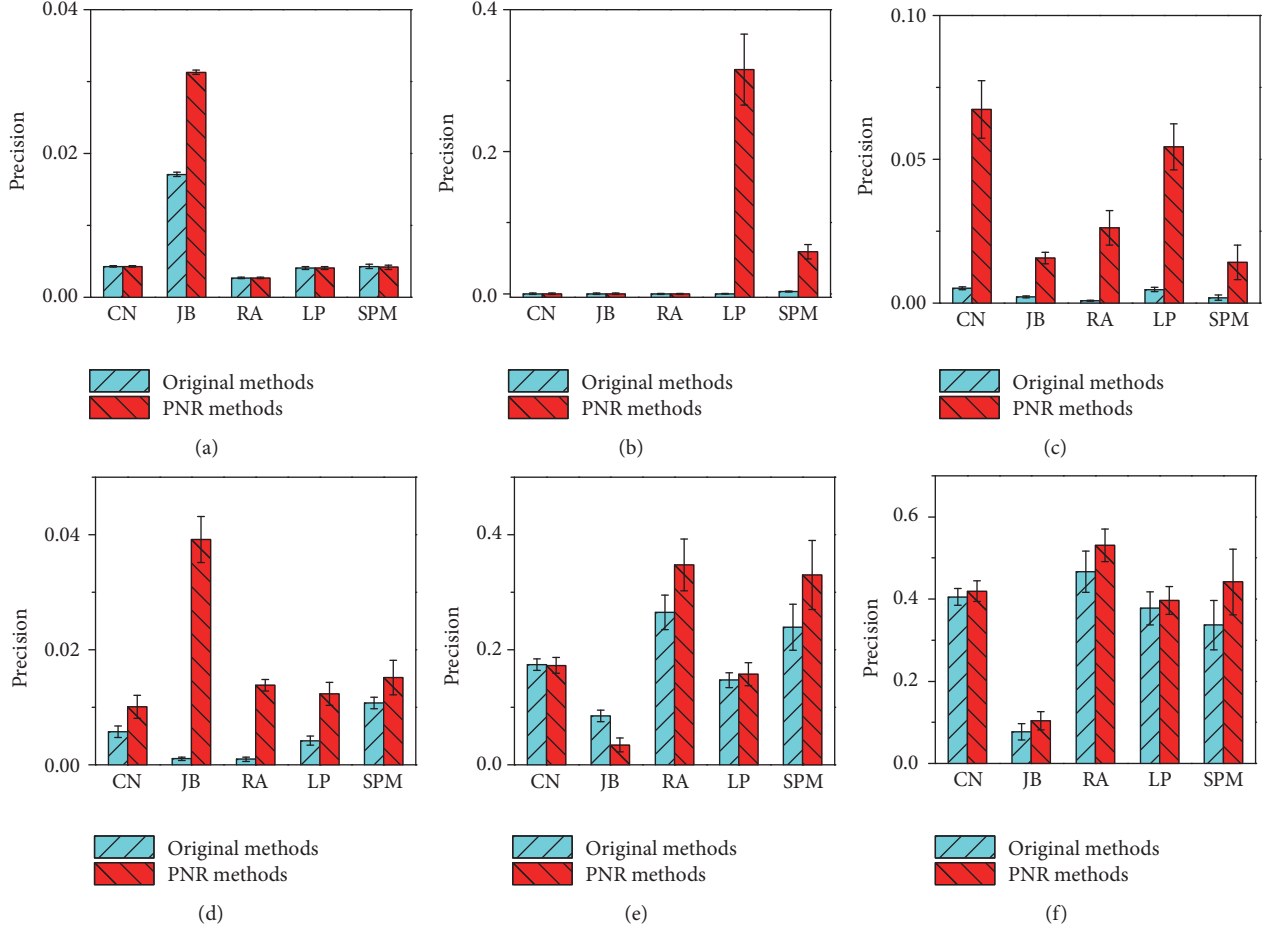 Precision
0.04
0.02
0.00
CN JB RA LP SPM
Original methods
PNR methods
(a)
Precision
0.4
0.2
0.0
CN JB RA LP SPM
Original methods
PNR methods
(b)
Precision
0.10
0.05
0.00
CN JB RA LP SPM
Original methods
PNR methods
(c)
Precision
0.04
0.02
0.00
CN JB RA LP SPM
Original methods
PNR methods
(d)
Precision
0.4
0.2
0.0
CN JB RA LP SPM
Original methods
PNR methods
(e)
Precision
0.6
0.4
0.2
0.0
CN JB RA LP SPM
Original methods
PNR methods
(f)